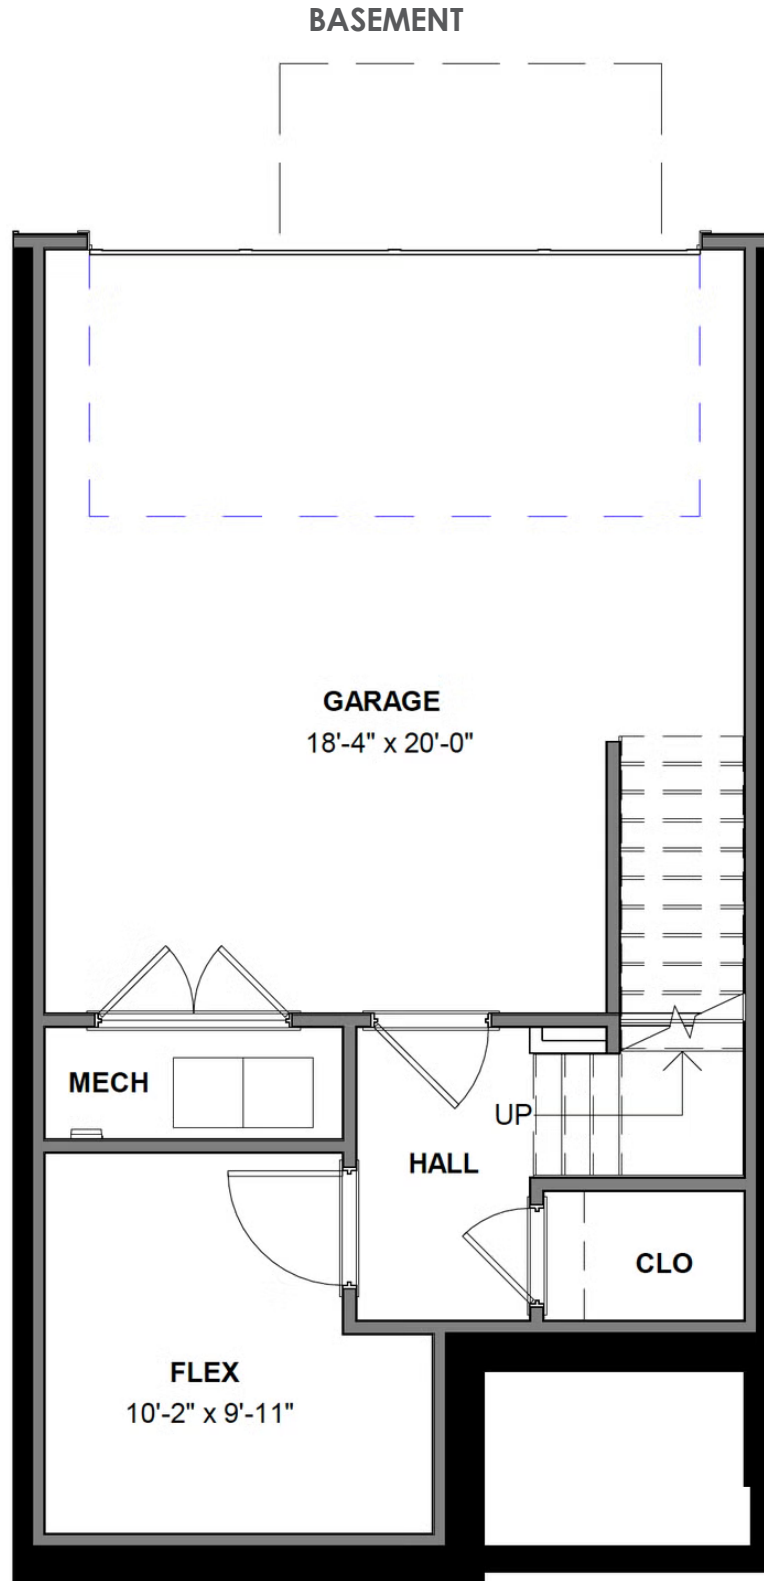 BASEMENT
GARAGE
18'-4" x 20'-0"
MECH
UP
HALL
CLO
FLEX
10'-2" x 9'-11"